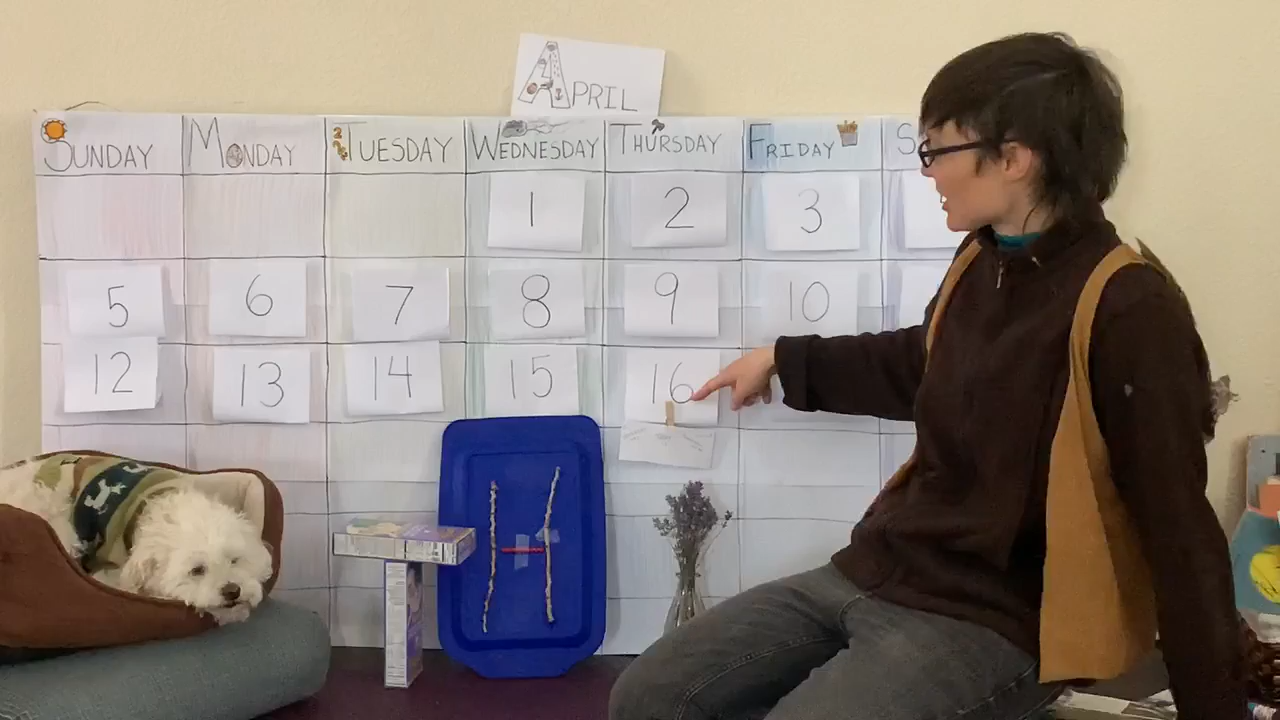 APRIL
SUNDAY MONDAY TUESDAY WEDNESDAY THURSDAY FRIDAY S
1 2 3
5 6 7 8 9 10
12 13 14 15 16
H